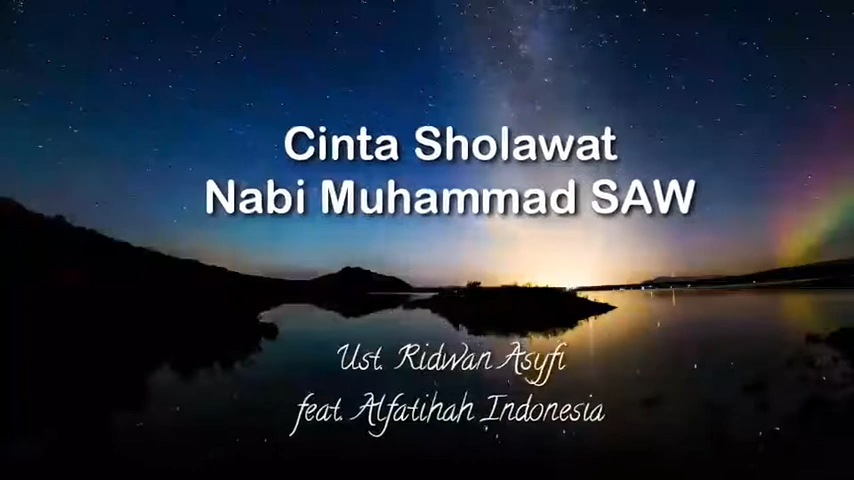 Cinta Sholawat
Nabi Muhammad SAW
Ust. Ridwan Asyfi
feat. Alfatihah Indonesia